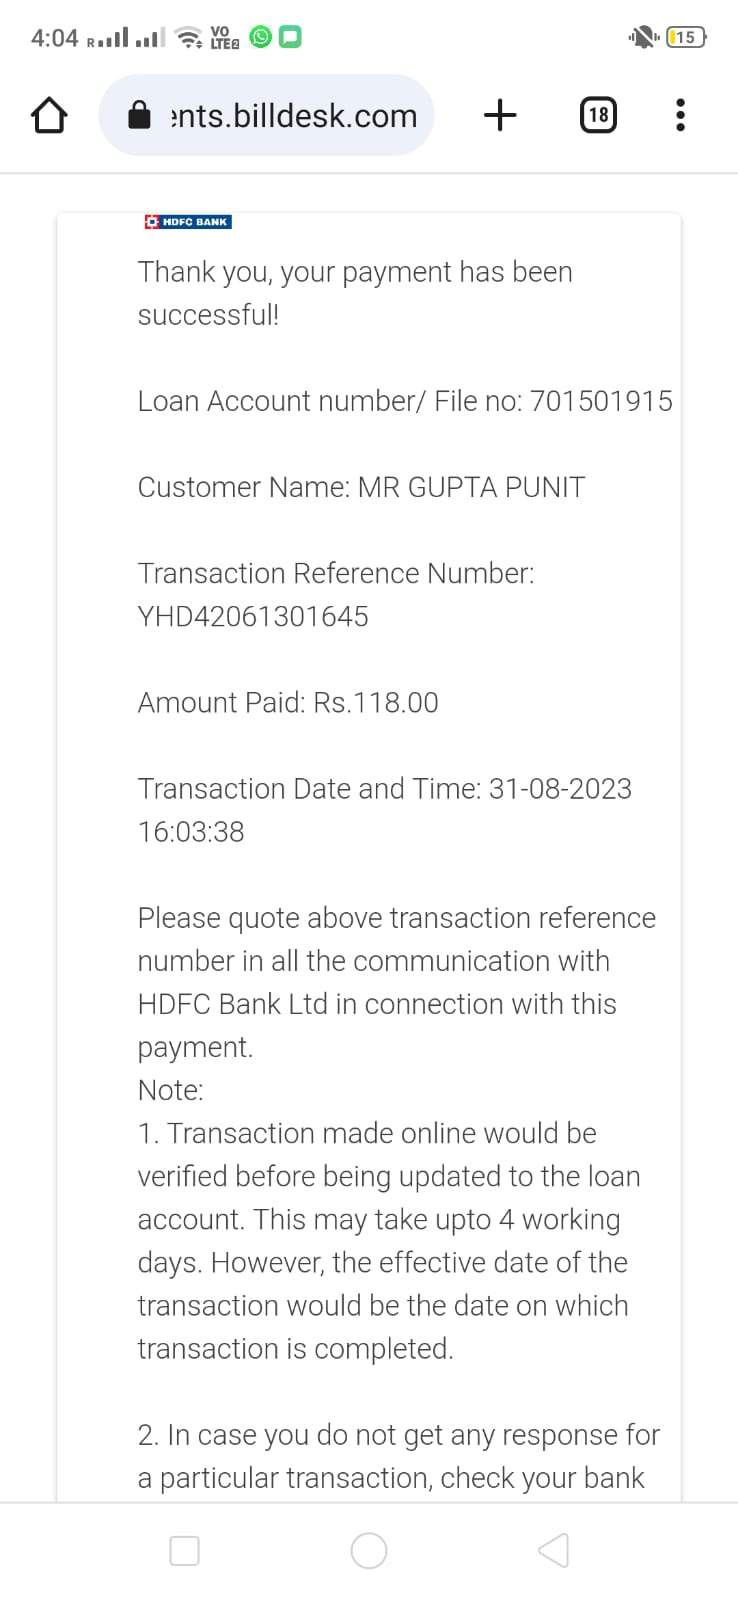 4:04 R VO LTE2 15
ents.billdesk.com + 18
HDFC BANK
Thank you, your payment has been
successful!
Loan Account number/ File no: 701501915
Customer Name: MR GUPTA PUNIT
Transaction Reference Number:
YHD42061301645
Amount Paid: Rs.118.00
Transaction Date and Time: 31-08-2023
16:03:38
Please quote above transaction reference
number in all the communication with
HDFC Bank Ltd in connection with this
payment.
Note:
1. Transaction made online would be
verified before being updated to the loan
account. This may take upto 4 working
days. However, the effective date of the
transaction would be the date on which
transaction is completed.
2. In case you do not get any response for
a particular transaction, check your bank